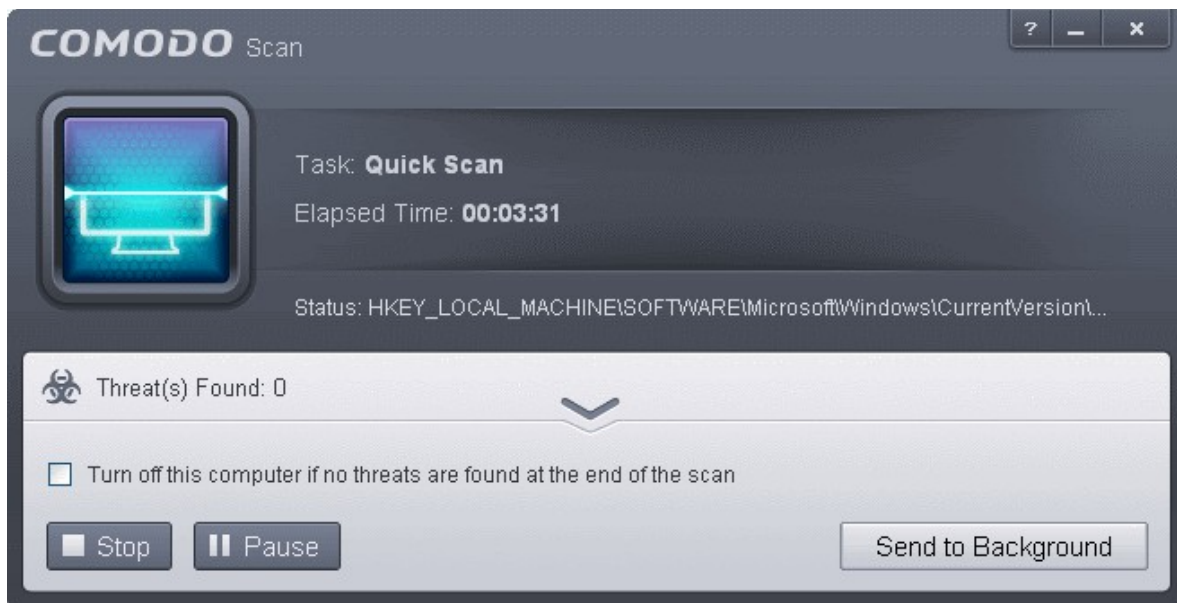 COMODO Scan
?
Task: Quick Scan
Elapsed Time: 00:03:31
Status: HKEY_LOCAL_MACHINE\SOFTWARE\Microsoft\Windows\CurrentVersion\...
Threat(s) Found: 0
Turn off this computer if no threats are found at the end of the scan
Stop
Pause
Send to Background